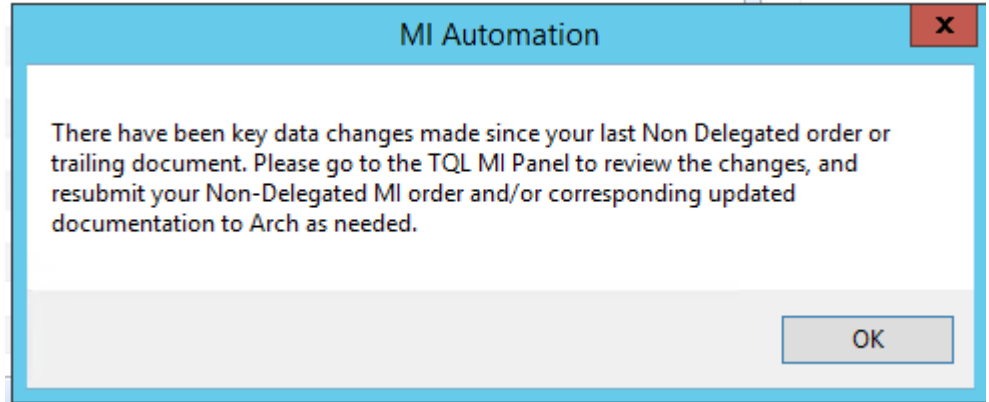 MI Automation
x
There have been key data changes made since your last Non Delegated order or
trailing document. Please go to the TQL MI Panel to review the changes, and
resubmit your Non-Delegated MI order and/or corresponding updated
documentation to Arch as needed.
OK